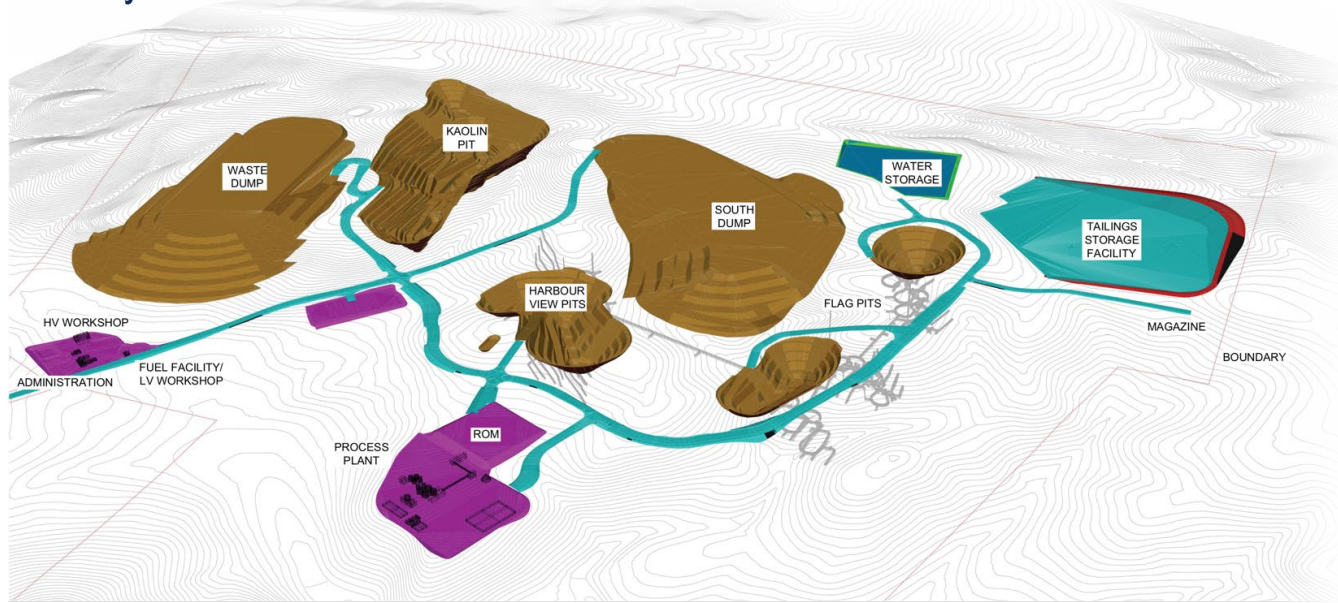 KAOLIN
PIT
WASTE
DUMP
WATER
STORAGE
SOUTH
DUMP
TAILINGS
STORAGE
FACILITY
HARBOUR
VIEW PITS
FLAG PITS
HV WORKSHOP
MAGAZINE
BOUNDARY
FUEL FACILITY/
LV WORKSHOP
ADMINISTRATION
ROM
PROCESS
PLANT